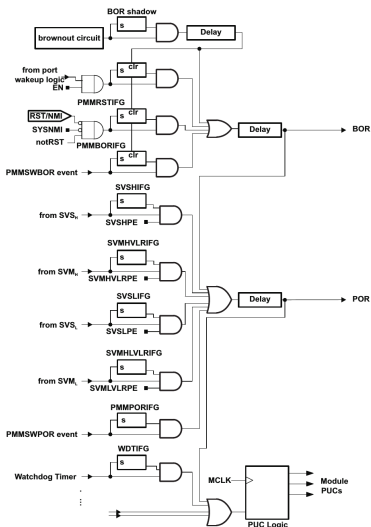 BOR shadow
s
brownout circuit
Delay
from port
wakeup logic
EN
s clr
PMMRSTIFG
RST/NMI
SYSNMI
notRST
s clr
PMMBORIFG
Delay
BOR
s clr
PMMSWBOR event
SVSHIFG
s
from SVSH
SVSHPE
SVMHVLRIFG
s
from SVMH
SVMHVLRPE
SVSLIFG
s
Delay
POR
from SVSL
SVSLPE
SVMHLVLRIFG
s
from SVML
SVMLVLRPE
PMMPORIFG
s
PMMSWPOR event
WDTIFG
s
Watchdog Timer
MCLK
Module
PUCs
PUC Logic